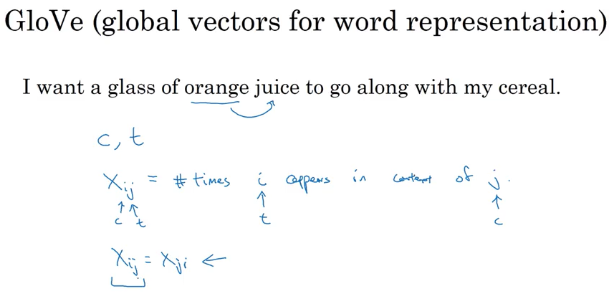 GloVe (global vectors for word representation)
I want a glass of orange juice to go along with my cereal.
c, t
Xij = # times i appears in context of j.
↑ ↑ ↑ ↑
c t t c
Xij = Xji ←